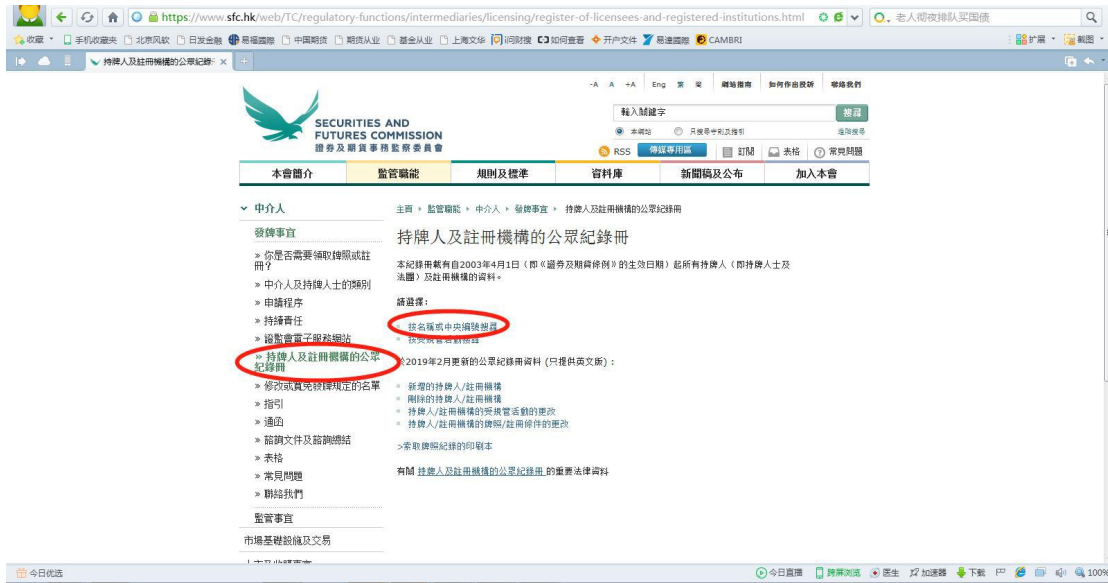 https://www.sfc.hk/web/TC/regulatory-functions/intermediaries/licensing/register-of-licensees-and-registered-institutions.html
老人彻夜排队买国债
收藏 手机收藏夹 北京风软 中国期货 期货从业 基金从业 上海文华 问财搜 如何查看 开户文件 易達國際 CAMBRI 扩展 截图
持牌人及註冊機構的公眾紀錄
-A A +A Eng 繁 網站指南 如何作出投訴 聯絡我們
輸入關鍵字 搜尋
本網站 只搜尋守則及指引 進階搜尋
SECURITIES AND
FUTURES COMMISSION
證券及期貨事務監察委員會
RSS 傳媒專用區 訂閱 表格 常見問題
本會簡介 監管職能 規則及標準 資料庫 新聞稿及公布 加入本會
中介人
主頁 監管職能 中介人 發牌事宜 持牌人及註冊機構的公眾紀錄冊
發牌事宜
» 你是否需要領取牌照或註
冊?
» 中介人及持牌人士的類別
» 申請程序
» 持續責任
» 證監會電子服務網站
» 持牌人及註冊機構的公眾
紀錄冊
» 修改或寬免發牌規定的名單
» 指引
» 通函
» 諮詢文件及諮詢總結
» 表格
» 常見問題
» 聯絡我們
監管事宜
市場基礎設施及交易
持牌人及註冊機構的公眾紀錄冊
本紀錄冊載有自2003年4月1日(即《證券及期貨條例》的生效日期)起所有持牌人(即持牌人士及
法團)及註冊機構的資料。
請選擇:
按名稱或中央編號搜尋
按受規管活動搜尋
於2019年2月更新的公眾紀錄冊資料 (只提供英文版):
新增的持牌人/註冊機構
刪除的持牌人/註冊機構
持牌人/註冊機構的受規管活動的更改
持牌人/註冊機構的牌照/註冊條件的更改
>索取牌照紀錄的印刷本
有關 持牌人及註冊機構的公眾紀錄冊 的重要法律資料
今日优选 今日直播 跨屏浏览 医生 加速器 下载 100%